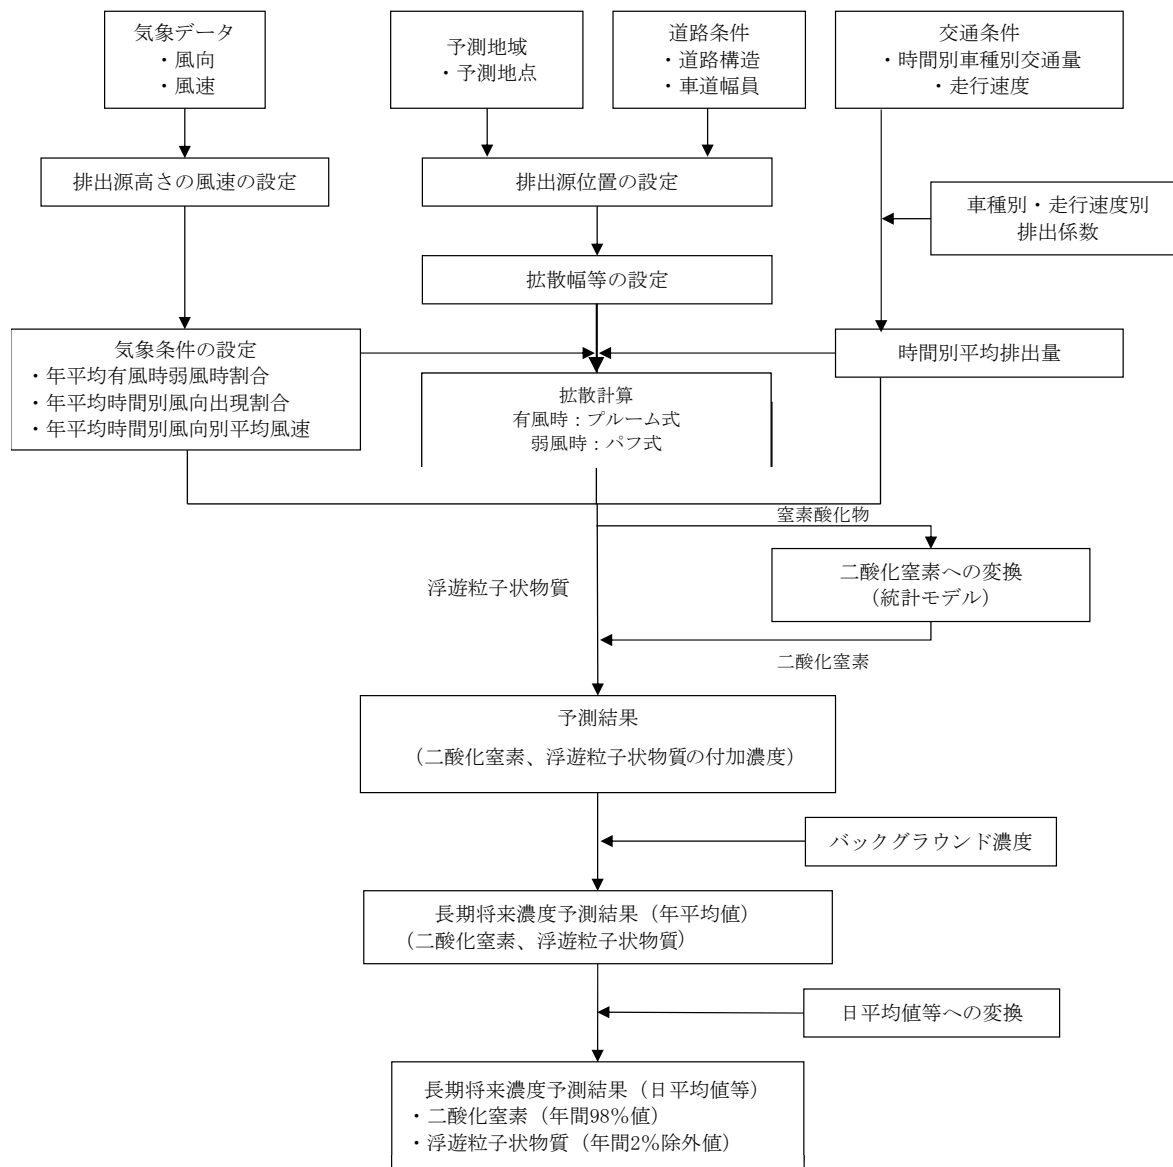 気象データ
・風向
・風速
予測地域
・予測地点
道路条件
・道路構造
・車道幅員
交通条件
・時間別車種別交通量
・走行速度
排出源高さの風速の設定
排出源位置の設定
車種別・走行速度別
排出係数
拡散幅等の設定
気象条件の設定
・年平均有風時弱風時割合
・年平均時間別風向出現割合
・年平均時間別風向別平均風速
時間別平均排出量
拡散計算
有風時：プルーム式
弱風時：パフ式
窒素酸化物
浮遊粒子状物質
二酸化窒素への変換
（統計モデル）
二酸化窒素
予測結果
（二酸化窒素、浮遊粒子状物質の付加濃度）
バックグラウンド濃度
長期将来濃度予測結果（年平均値）
（二酸化窒素、浮遊粒子状物質）
日平均値等への変換
長期将来濃度予測結果（日平均値等）
・二酸化窒素（年間98％値）
・浮遊粒子状物質（年間2％除外値）